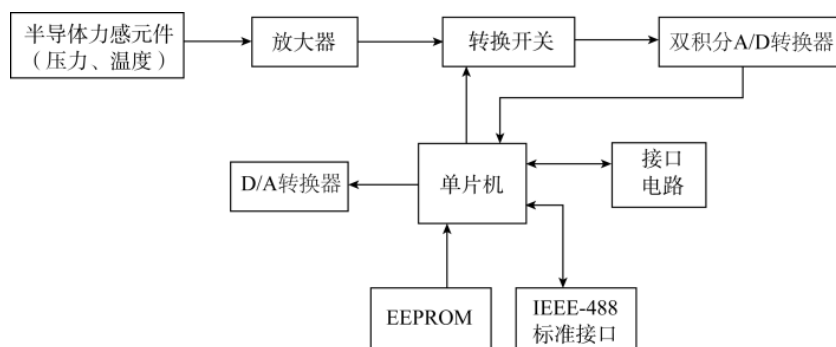 半导体力感元件
（压力、温度）
放大器
转换开关
双积分A/D转换器
D/A转换器
单片机
接口
电路
EEPROM
IEEE-488
标准接口